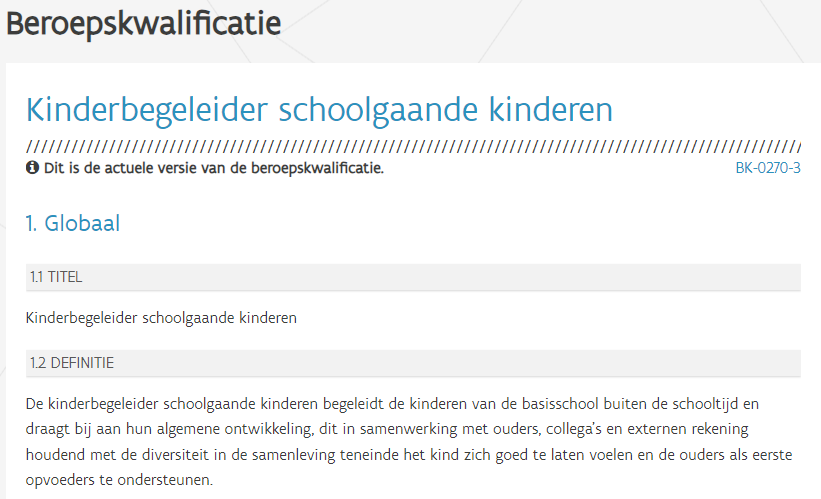 Beroepskwalificatie
Kinderbegeleider schoolgaande kinderen
Dit is de actuele versie van de beroepskwalificatie.
BK-0270-3
1. Globaal
1.1 TITEL
Kinderbegeleider schoolgaande kinderen
1.2 DEFINITIE
De kinderbegeleider schoolgaande kinderen begeleidt de kinderen van de basisschool buiten de schooltijd en
draagt bij aan hun algemene ontwikkeling, dit in samenwerking met ouders, collega's en externen rekening
houdend met de diversiteit in de samenleving teneinde het kind zich goed te laten voelen en de ouders als eerste
opvoeders te ondersteunen.